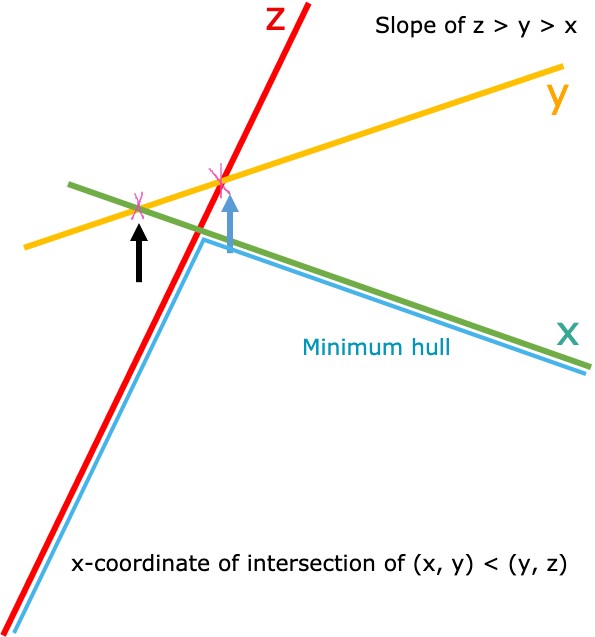 z
Slope of z > y > x
y
x
Minimum hull
x-coordinate of intersection of (x, y) < (y, z)